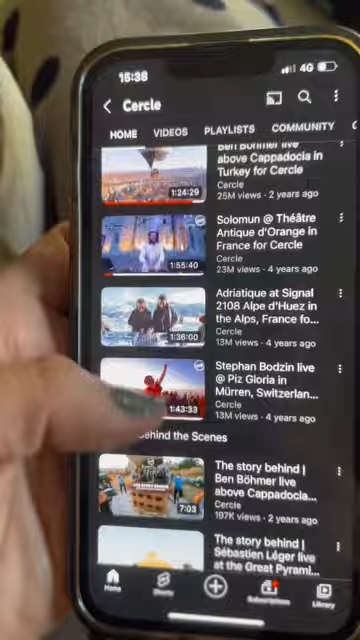 15:38
4G
Cercle
HOME VIDEOS PLAYLISTS COMMUNITY
Ben Böhmer live
above Cappadocia in
Turkey for Cercle
Cercle
25M views · 2 years ago
1:24:29
Solomun @ Théâtre
Antique d'Orange in
France for Cercle
Cercle
23M views · 4 years ago
1:55:40
Adriatique at Signal
2108 Alpe d'Huez in
the Alps, France fo...
Cercle
13M views · 4 years ago
1:36:00
Stephan Bodzin live
@ Piz Gloria in
Mürren, Switzerlan...
Cercle
13M views · 4 years ago
1:43:33
Behind the Scenes
The story behind |
Ben Böhmer live
above Cappadocia...
Cercle
197K views · 2 years ago
7:03
The story behind |
Sébastien Léger live
at the Great Pyrami...
Home Shorts Subscriptions Library